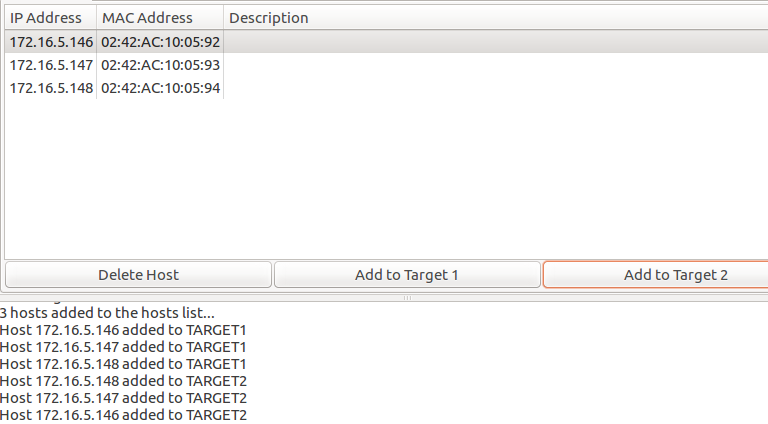 IP Address MAC Address Description
172.16.5.146 02:42:AC:10:05:92
172.16.5.147 02:42:AC:10:05:93
172.16.5.148 02:42:AC:10:05:94
Delete Host Add to Target 1 Add to Target 2
3 hosts added to the hosts list...
Host 172.16.5.146 added to TARGET1
Host 172.16.5.147 added to TARGET1
Host 172.16.5.148 added to TARGET1
Host 172.16.5.148 added to TARGET2
Host 172.16.5.147 added to TARGET2
Host 172.16.5.146 added to TARGET2